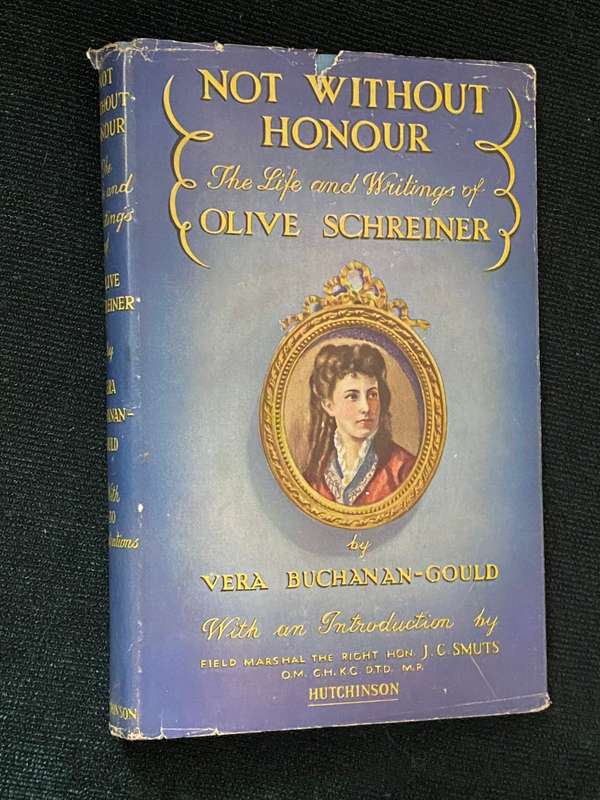 NOT WITHOUT
HONOUR
The Life and Writings of
OLIVE SCHREINER
by
VERA BUCHANAN-GOULD
With an Introduction by
FIELD MARSHAL THE RIGHT HON. J. C. SMUTS
O.M. C.H. K.C. D.T.D. M.P.
HUTCHINSON
by